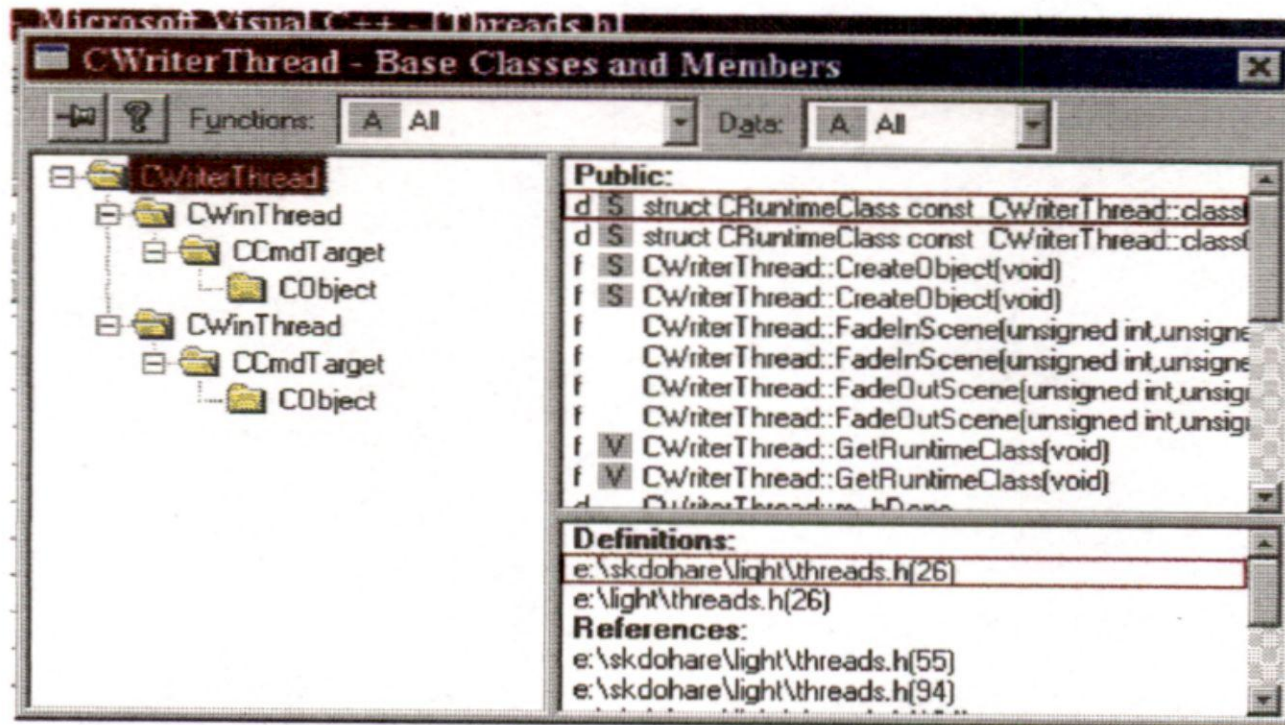 Microsoft Visual C++ - [Threads.h]
CWriterThread - Base Classes and Members
Functions: A All Data: A All
CWriterThread
CWinThread
CCmdTarget
CObject
CWinThread
CCmdTarget
CObject
Public:
d S struct CRuntimeClass const CWriterThread::class
d S struct CRuntimeClass const CWriterThread::class(
f S CWriterThread::CreateObject(void)
f S CWriterThread::CreateObject(void)
f CWriterThread::FadeInScene(unsigned int,unsigne
f CWriterThread::FadeInScene(unsigned int,unsigne
f CWriterThread::FadeOutScene(unsigned int,unsig
f CWriterThread::FadeOutScene(unsigned int,unsig
f V CWriterThread::GetRuntimeClass(void)
f V CWriterThread::GetRuntimeClass(void)
d CWriterThread::m_hDone
Definitions:
e:\skdohare\light\threads.h(26)
e:\light\threads.h(26)
References:
e:\skdohare\light\threads.h(55)
e:\skdohare\light\threads.h(94)